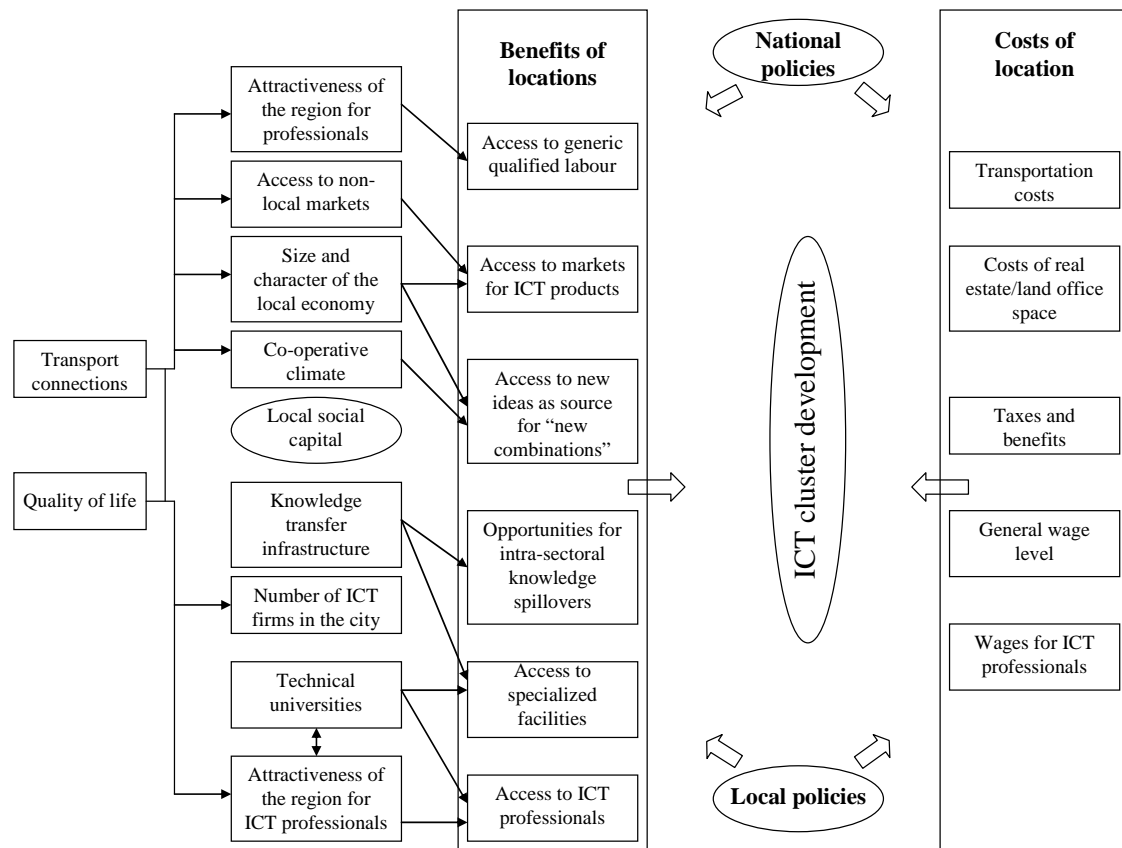 Transport
connections
Quality of life
Attractiveness of
the region for
professionals
Access to non-
local markets
Size and
character of the
local economy
Co-operative
climate
Local social
capital
Knowledge
transfer
infrastructure
Number of ICT
firms in the city
Technical
universities
Attractiveness of
the region for
ICT professionals
Benefits of
locations
Access to generic
qualified labour
Access to markets
for ICT products
Access to new
ideas as source
for “new
combinations”
Opportunities for
intra-sectoral
knowledge
spillovers
Access to
specialized
facilities
Access to ICT
professionals
National
policies
ICT cluster development
Local policies
Costs of
location
Transportation
costs
Costs of real
estate/land office
space
Taxes and
benefits
General wage
level
Wages for ICT
professionals